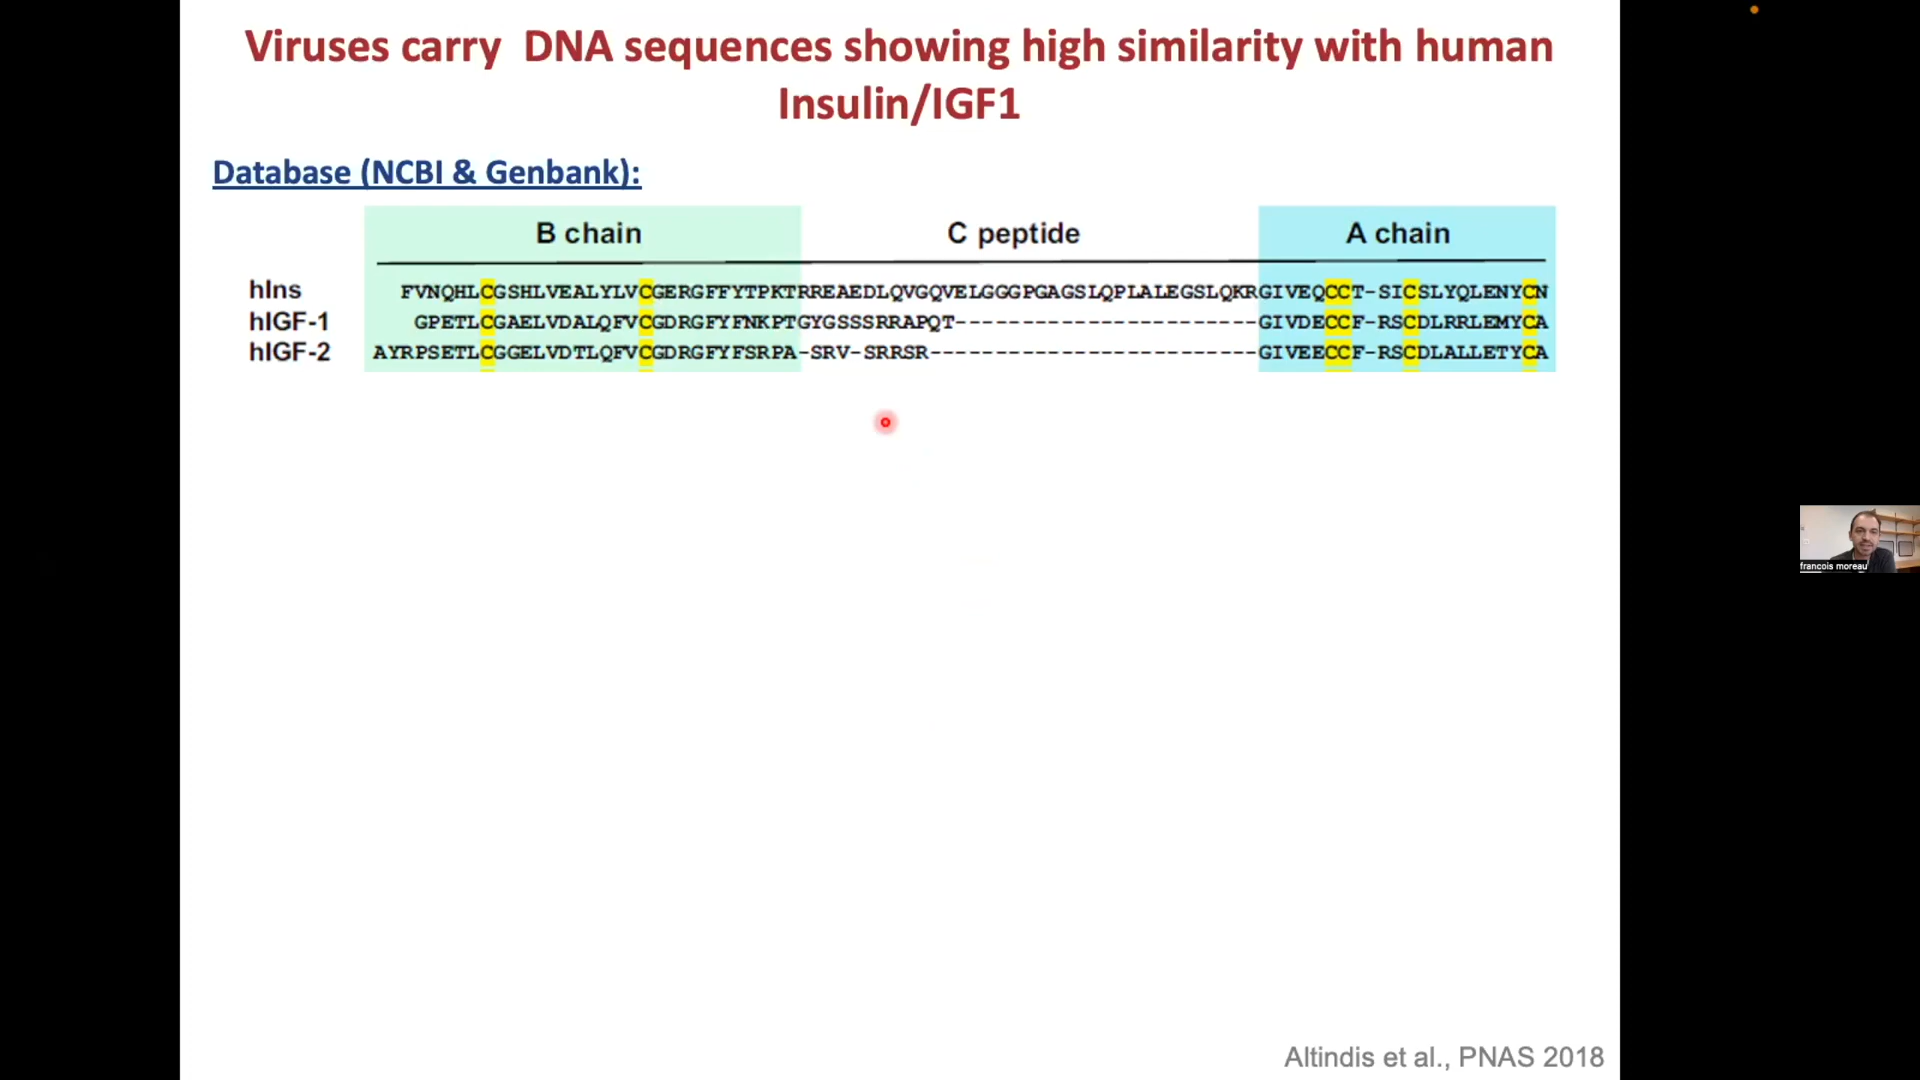 Viruses carry  DNA sequences showing high similarity with human
Insulin/IGF1
Database (NCBI & Genbank):
B chain C peptide A chain
hIns FVNQHLCGSHLVEALYLVCGERGFFYTPKTRREAEDLQVGQVELGGGPGAGSLQPLALEGSLQKRGIVEQCCT-SICSLYQLENYCN
hIGF-1 GPETLCGAELVDALQFVCGDRGFYFNKPTGYGSSSRRAPQT-----------------------GIVDECCF-RSCDLRRLEMYCA
hIGF-2 AYRPSETLCGGELVDTLQFVCGDRGFYFSRPA-SRV-SRRSR-------------------------GIVEECCF-RSCDLALLETYCA
francois moreau
Altindis et al., PNAS 2018